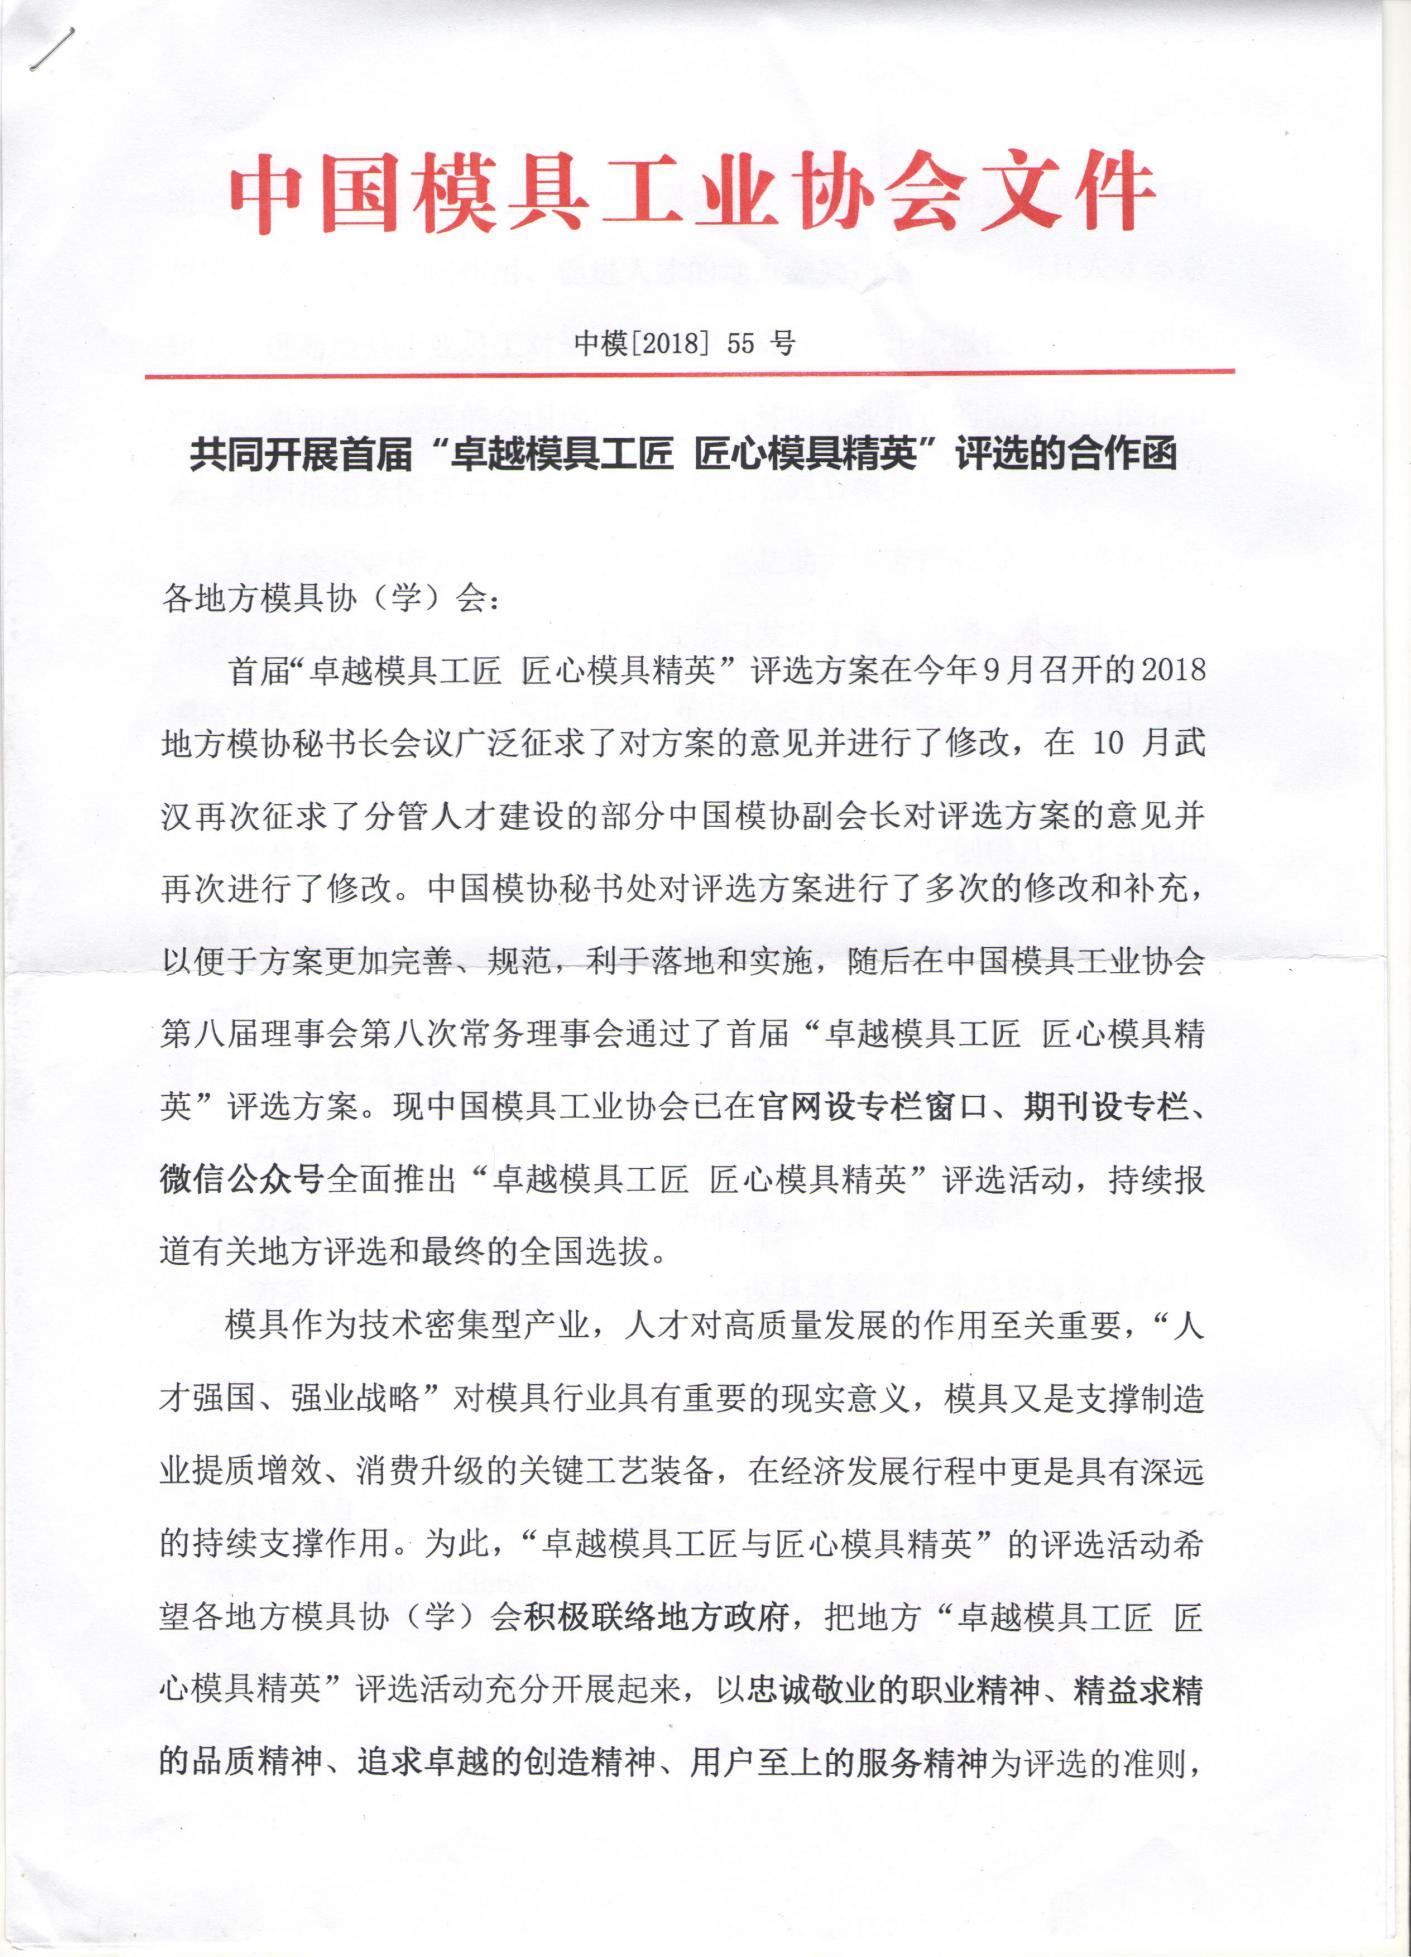 中国模具工业协会文件
中模[2018] 55 号
共同开展首届“卓越模具工匠 匠心模具精英”评选的合作函
各地方模具协（学）会：
首届“卓越模具工匠 匠心模具精英”评选方案在今年9月召开的2018
地方模协秘书长会议广泛征求了对方案的意见并进行了修改，在 10 月武
汉再次征求了分管人才建设的部分中国模协副会长对评选方案的意见并
再次进行了修改。中国模协秘书处对评选方案进行了多次的修改和补充，
以便于方案更加完善、规范，利于落地和实施，随后在中国模具工业协会
第八届理事会第八次常务理事会通过了首届“卓越模具工匠 匠心模具精
英”评选方案。现中国模具工业协会已在官网设专栏窗口、期刊设专栏、
微信公众号全面推出“卓越模具工匠 匠心模具精英”评选活动，持续报
道有关地方评选和最终的全国选拔。
模具作为技术密集型产业，人才对高质量发展的作用至关重要，“人
才强国、强业战略”对模具行业具有重要的现实意义，模具又是支撑制造
业提质增效、消费升级的关键工艺装备，在经济发展行程中更是具有深远
的持续支撑作用。为此，“卓越模具工匠与匠心模具精英”的评选活动希
望各地方模具协（学）会积极联络地方政府，把地方“卓越模具工匠 匠
心模具精英”评选活动充分开展起来，以忠诚敬业的职业精神、精益求精
的品质精神、追求卓越的创造精神、用户至上的服务精神为评选的准则，